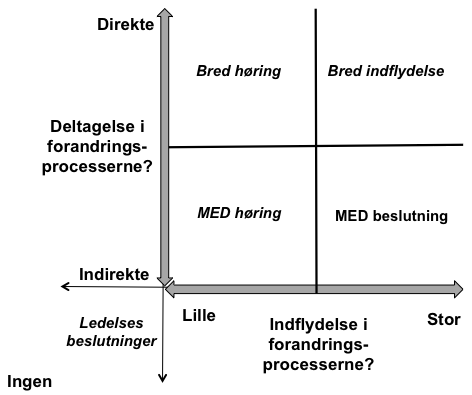 Direkte
Bred høring
Bred indflydelse
Deltagelse i
forandrings-
processerne?
MED høring
MED beslutning
Indirekte
Lille
Stor
Ledelses
beslutninger
Indflydelse i
forandrings-
processerne?
Ingen